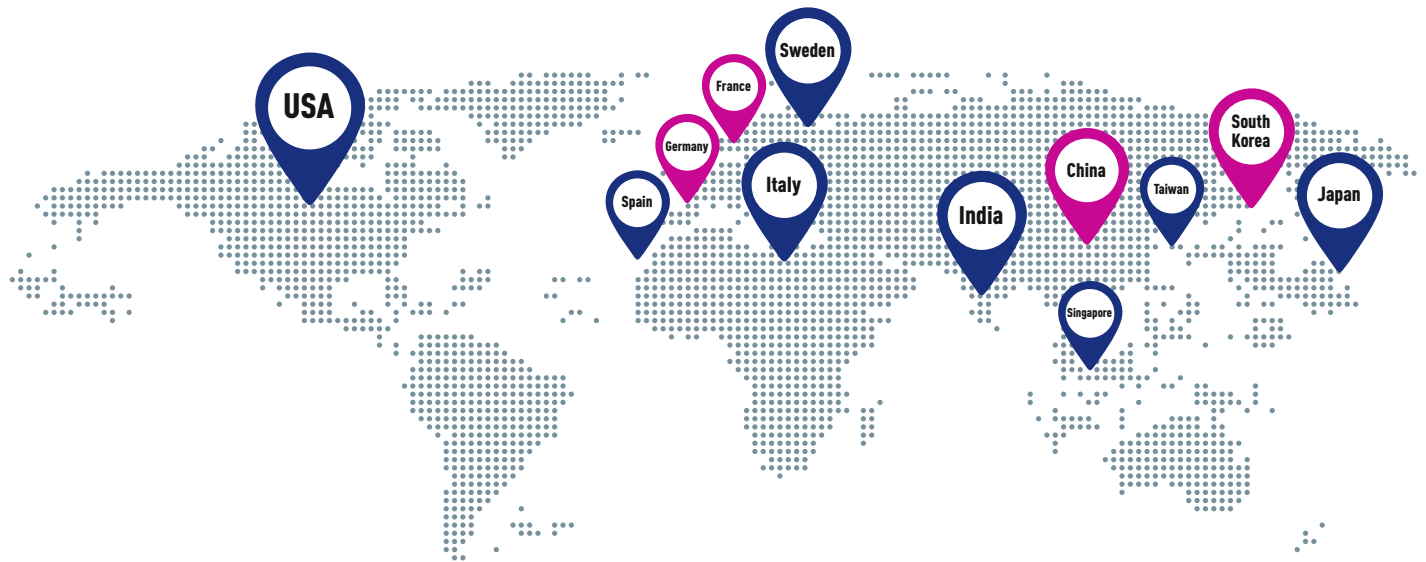 Sweden
USA
France
Germany
Italy
Spain
South
Korea
China
Taiwan
Japan
India
Singapore